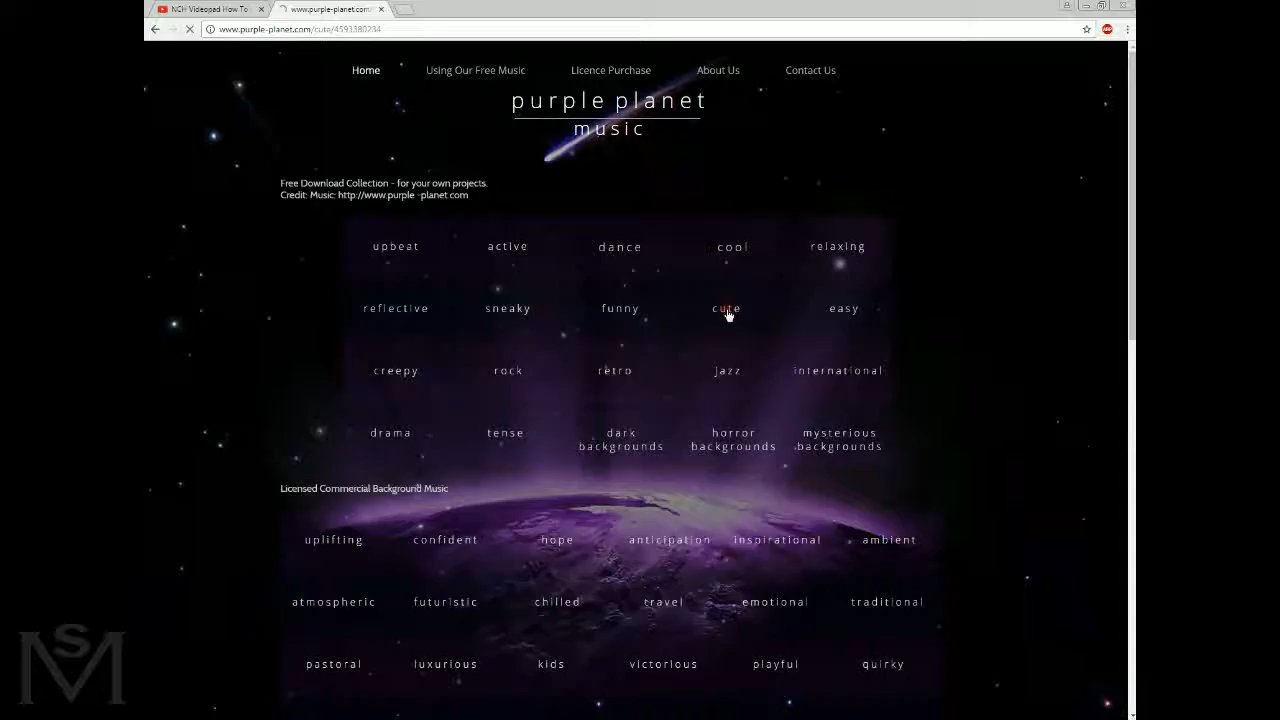 NCH Videopad How To
www.purple-planet.com/
www.purple-planet.com/cute/4593380234
ABP
Home Using Our Free Music Licence Purchase About Us Contact Us
purple planet
music
Free Download Collection - for your own projects.
Credit: Music: http://www.purple -planet.com
upbeat active dance cool relaxing
reflective sneaky funny cute easy
creepy rock retro jazz international
drama tense dark backgrounds horror backgrounds mysterious backgrounds
Licensed Commercial Background Music
uplifting confident hope anticipation inspirational ambient
atmospheric futuristic chilled travel emotional traditional
pastoral luxurious kids victorious playful quirky
SM